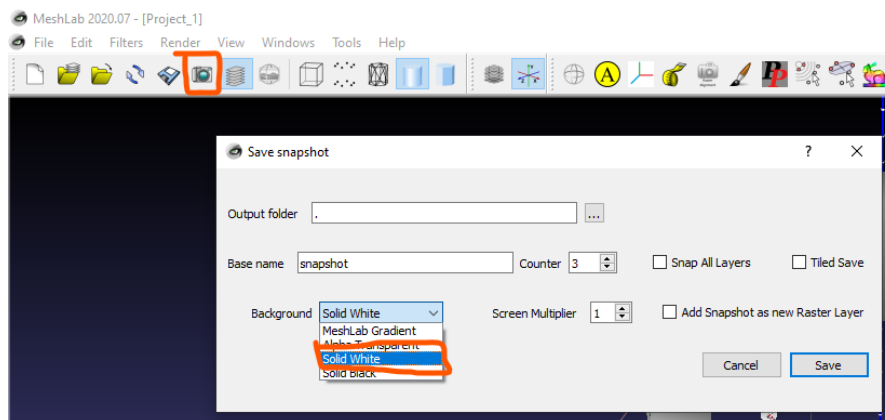 MeshLab 2020.07 - [Project_1]
File Edit Filters Render View Windows Tools Help
A
PP
Save snapshot ? ×
Output folder . ...
Base name snapshot Counter 3 Snap All Layers Tiled Save
Background Solid White Screen Multiplier 1 Add Snapshot as new Raster Layer
MeshLab Gradient
Alpha Transparent
Solid White
Solid Black
Cancel Save